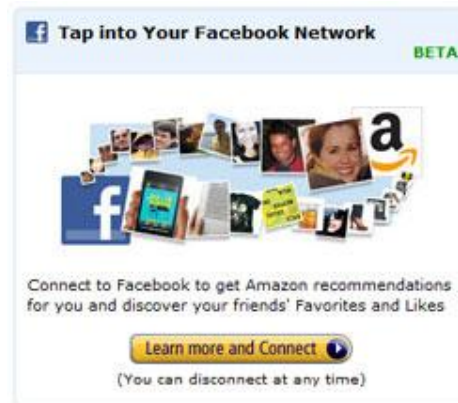 Tap into Your Facebook Network
BETA
Connect to Facebook to get Amazon recommendations
for you and discover your friends' Favorites and Likes
Learn more and Connect
(You can disconnect at any time)